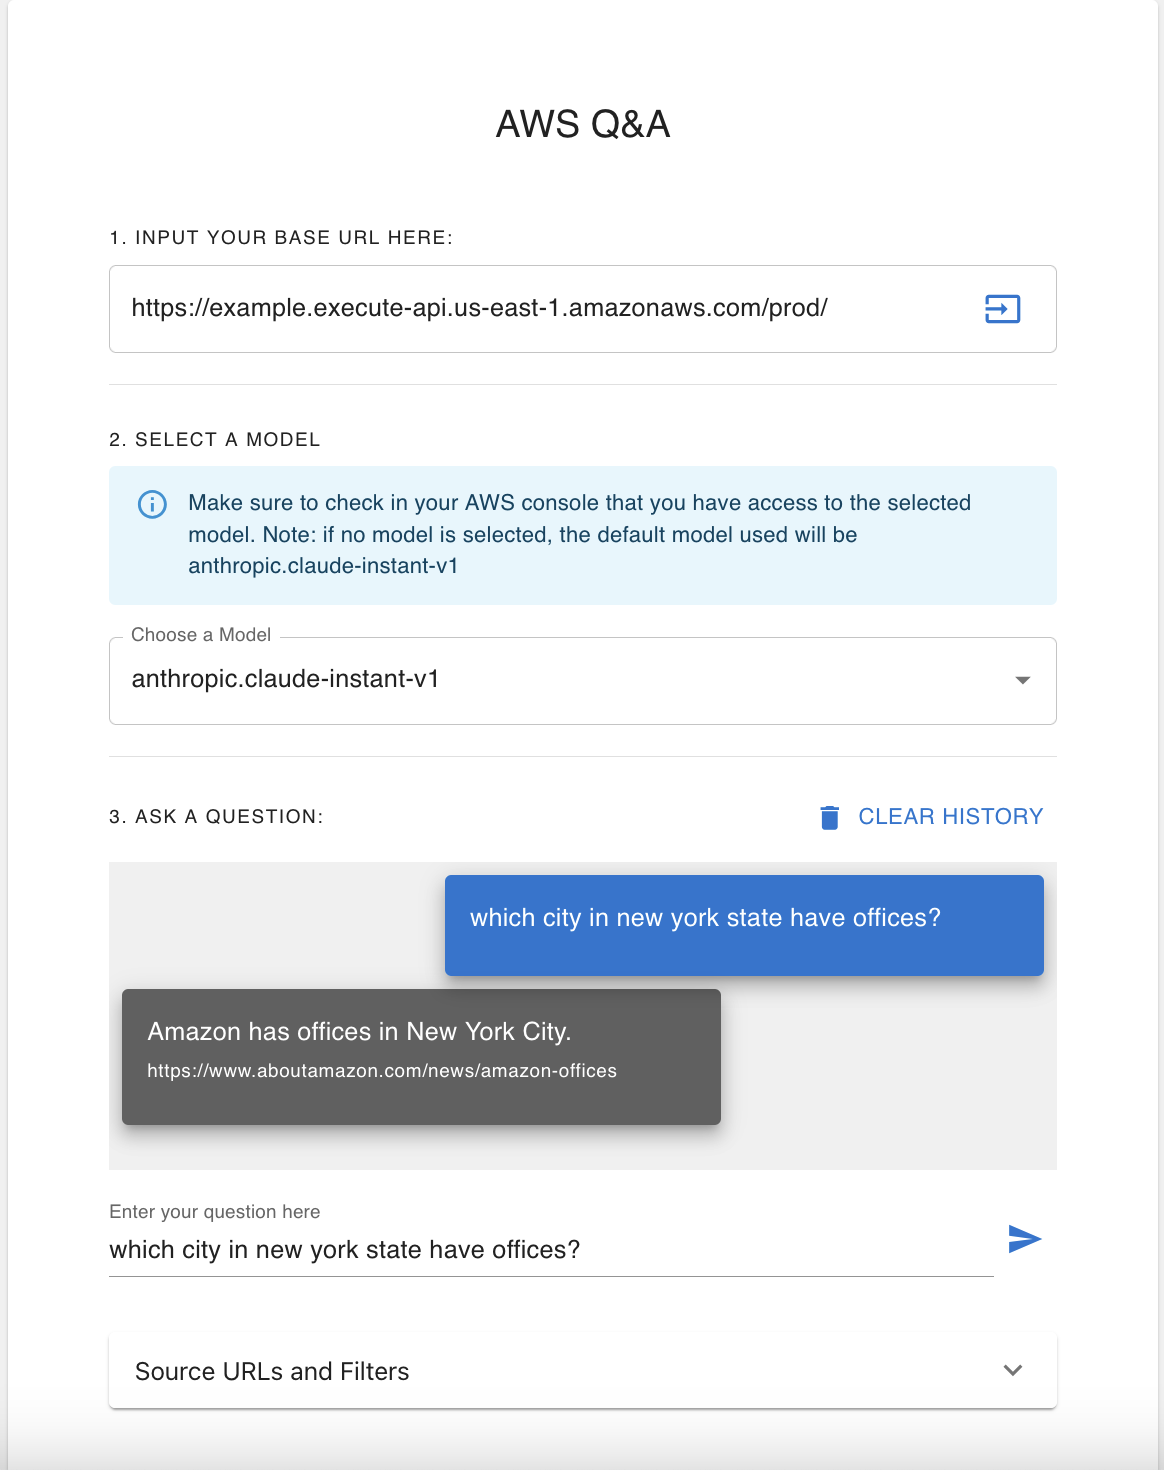 AWS Q&A
1. INPUT YOUR BASE URL HERE:
https://example.execute-api.us-east-1.amazonaws.com/prod/
2. SELECT A MODEL
Make sure to check in your AWS console that you have access to the selected
model. Note: if no model is selected, the default model used will be
anthropic.claude-instant-v1
Choose a Model
anthropic.claude-instant-v1
3. ASK A QUESTION:
CLEAR HISTORY
which city in new york state have offices?
Amazon has offices in New York City.
https://www.aboutamazon.com/news/amazon-offices
Enter your question here
which city in new york state have offices?
Source URLs and Filters